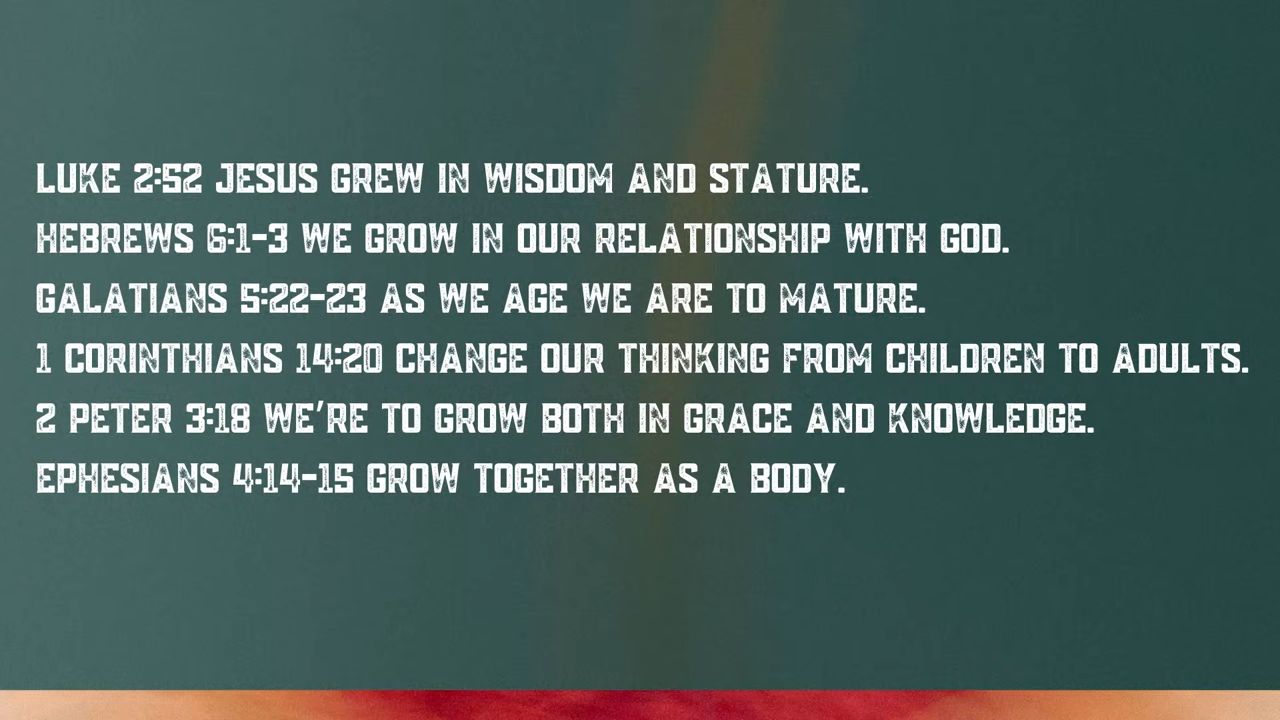 LUKE 2:52 JESUS GREW IN WISDOM AND STATURE.
HEBREWS 6:1-3 WE GROW IN OUR RELATIONSHIP WITH GOD.
GALATIANS 5:22-23 AS WE AGE WE ARE TO MATURE.
1 CORINTHIANS 14:20 CHANGE OUR THINKING FROM CHILDREN TO ADULTS.
2 PETER 3:18 WE'RE TO GROW BOTH IN GRACE AND KNOWLEDGE.
EPHESIANS 4:14-15 GROW TOGETHER AS A BODY.